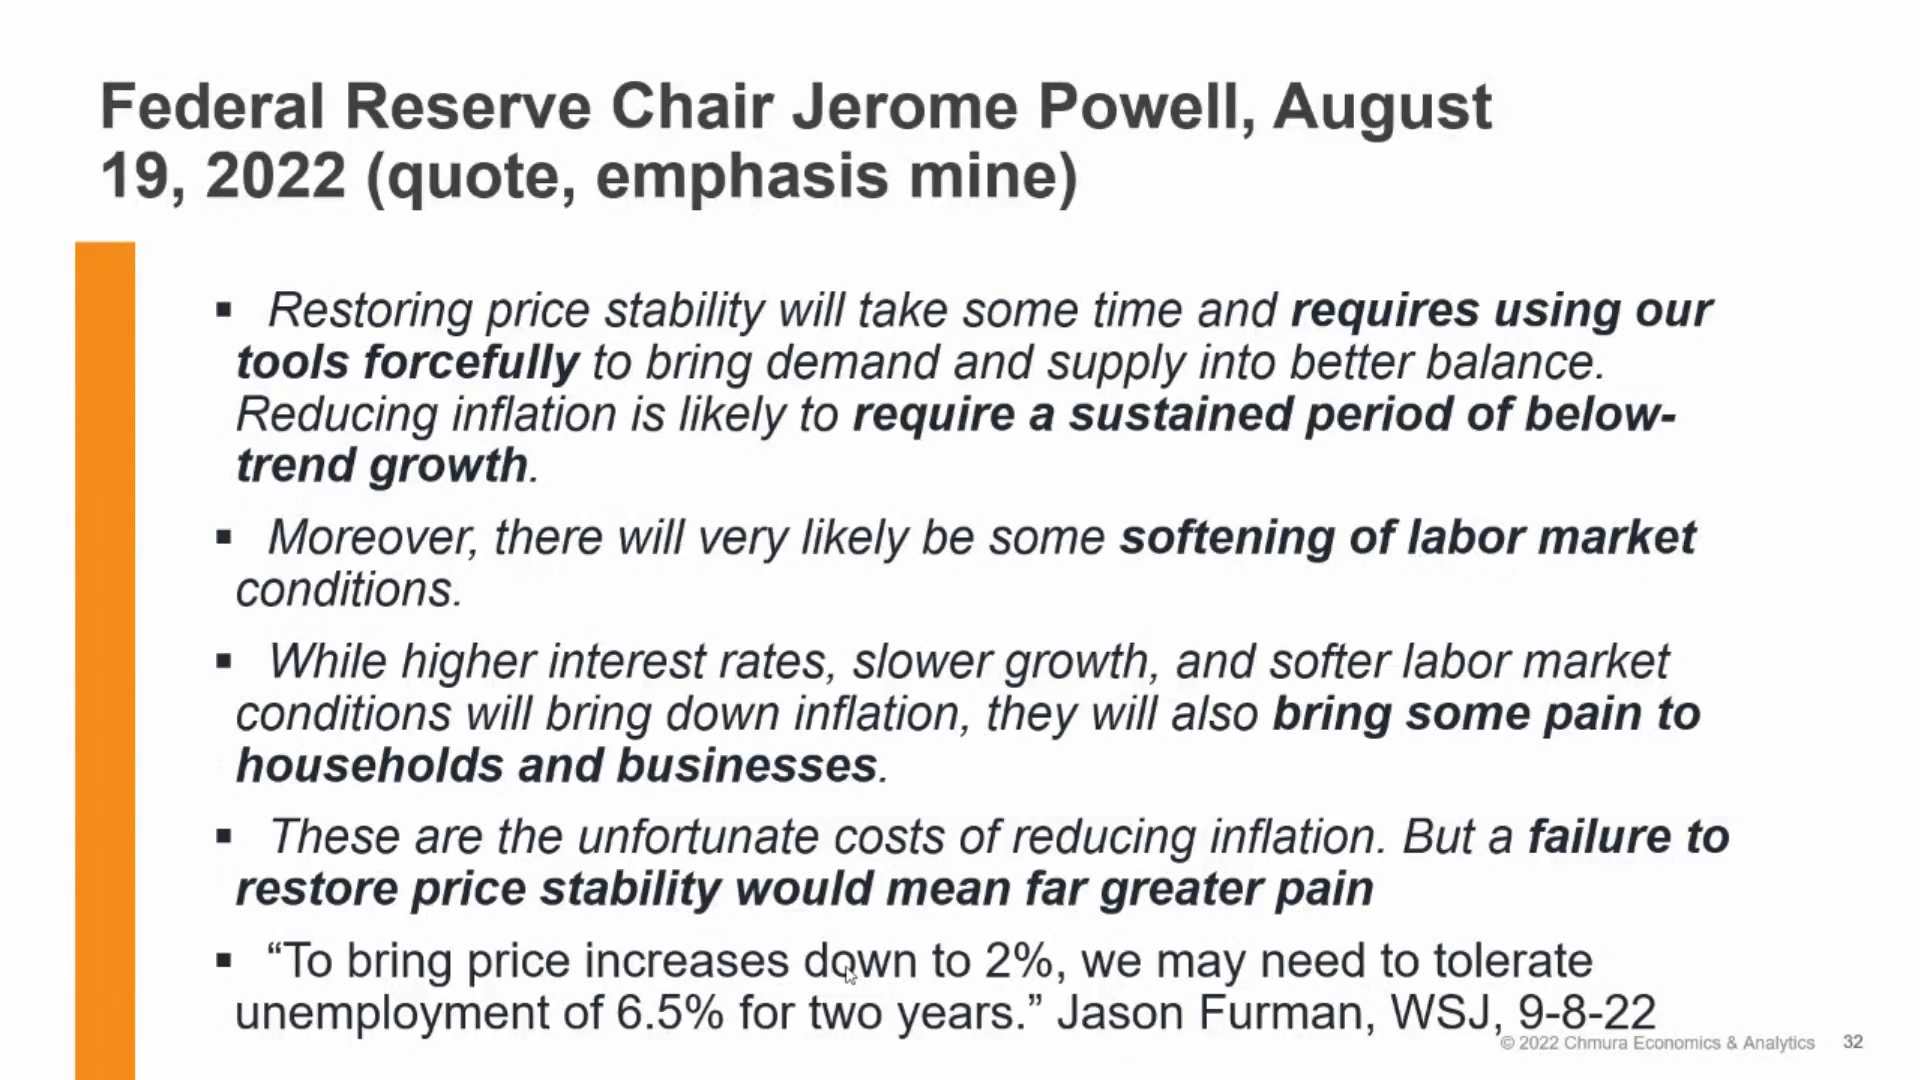 Federal Reserve Chair Jerome Powell, August
19, 2022 (quote, emphasis mine)
▪ Restoring price stability will take some time and requires using our
tools forcefully to bring demand and supply into better balance.
Reducing inflation is likely to require a sustained period of below-
trend growth.
▪ Moreover, there will very likely be some softening of labor market
conditions.
▪ While higher interest rates, slower growth, and softer labor market
conditions will bring down inflation, they will also bring some pain to
households and businesses.
▪ These are the unfortunate costs of reducing inflation. But a failure to
restore price stability would mean far greater pain
▪ “To bring price increases down to 2%, we may need to tolerate
unemployment of 6.5% for two years.” Jason Furman, WSJ, 9-8-22
© 2022 Chmura Economics & Analytics 32